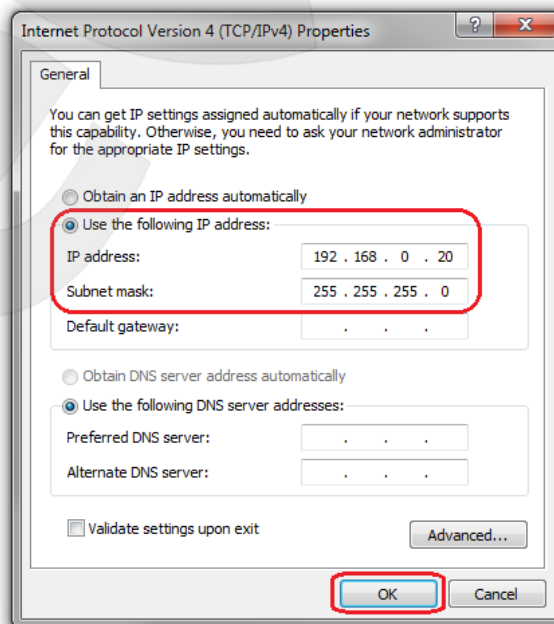 Internet Protocol Version 4 (TCP/IPv4) Properties
General
You can get IP settings assigned automatically if your network supports
this capability. Otherwise, you need to ask your network administrator
for the appropriate IP settings.
Obtain an IP address automatically
Use the following IP address:
IP address: 192 . 168 . 0 . 20
Subnet mask: 255 . 255 . 255 . 0
Default gateway: . . .
Obtain DNS server address automatically
Use the following DNS server addresses:
Preferred DNS server: . . .
Alternate DNS server: . . .
Validate settings upon exit
Advanced...
OK Cancel